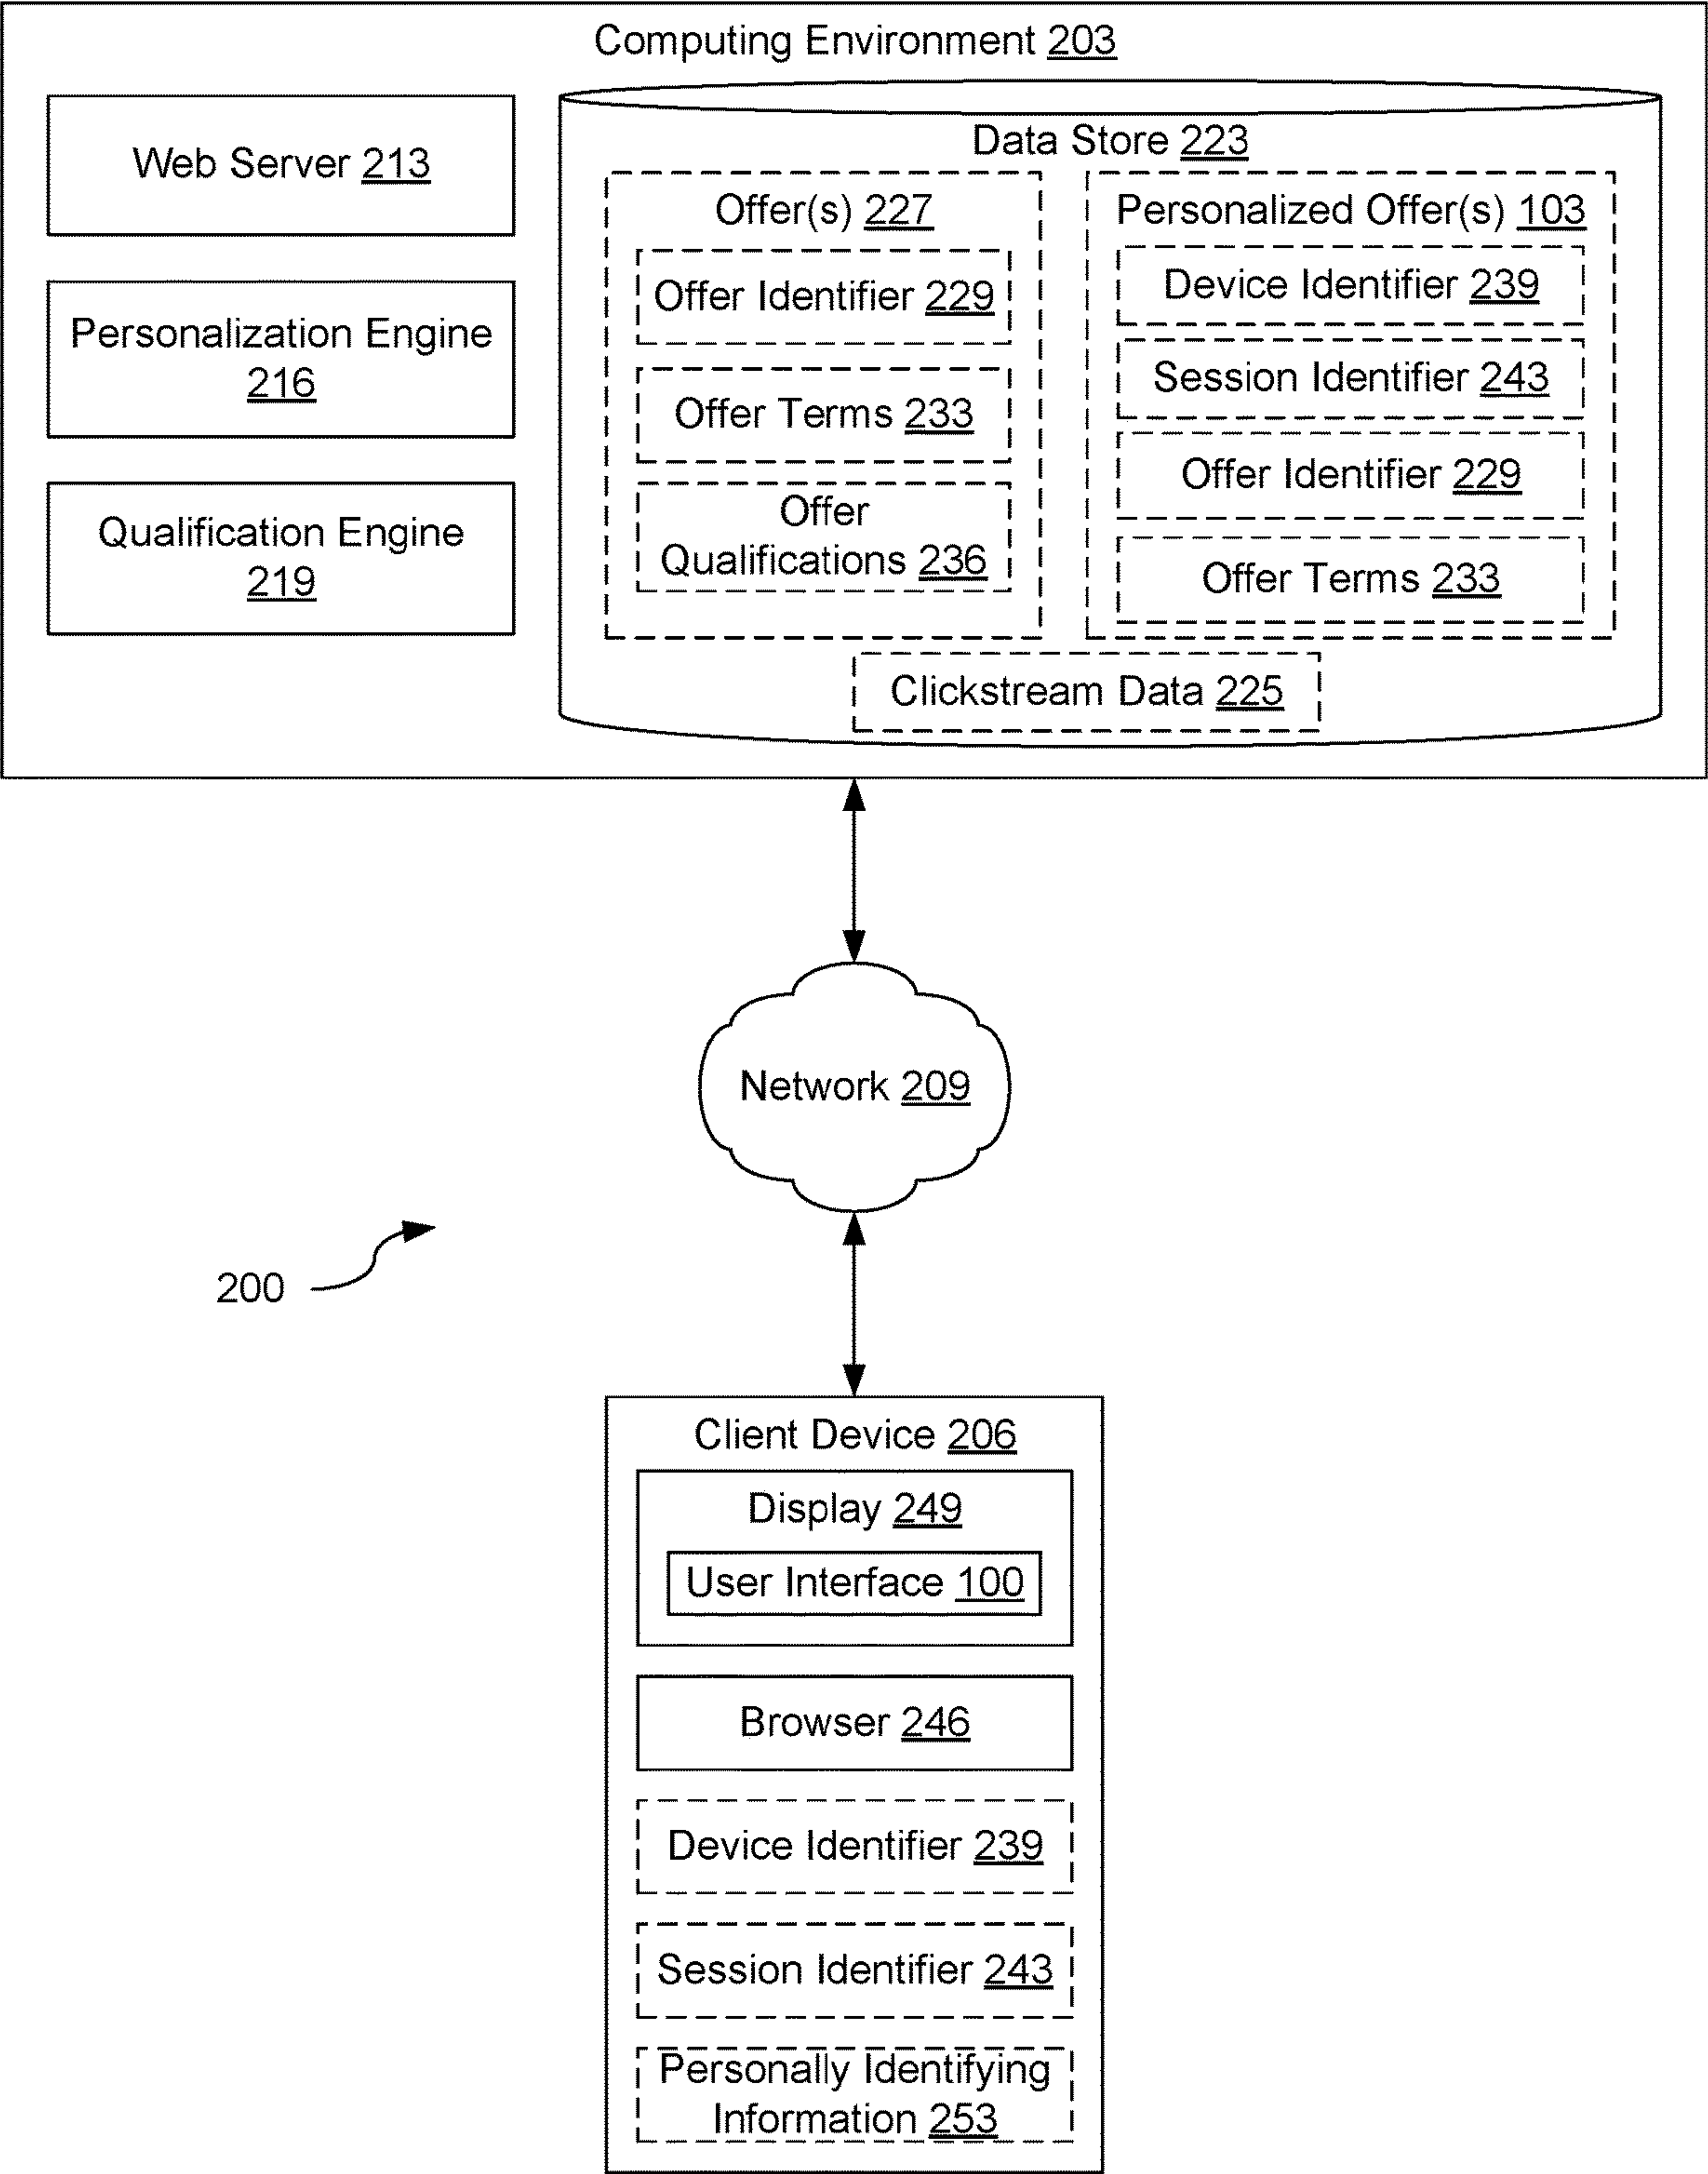 Computing Environment 203
Web Server 213
Personalization Engine
216
Qualification Engine
219
Data Store 223
Offer(s) 227
Offer Identifier 229
Offer Terms 233
Offer
Qualifications 236
Personalized Offer(s) 103
Device Identifier 239
Session Identifier 243
Offer Identifier 229
Offer Terms 233
Clickstream Data 225
Network 209
200
Client Device 206
Display 249
User Interface 100
Browser 246
Device Identifier 239
Session Identifier 243
Personally Identifying
Information 253